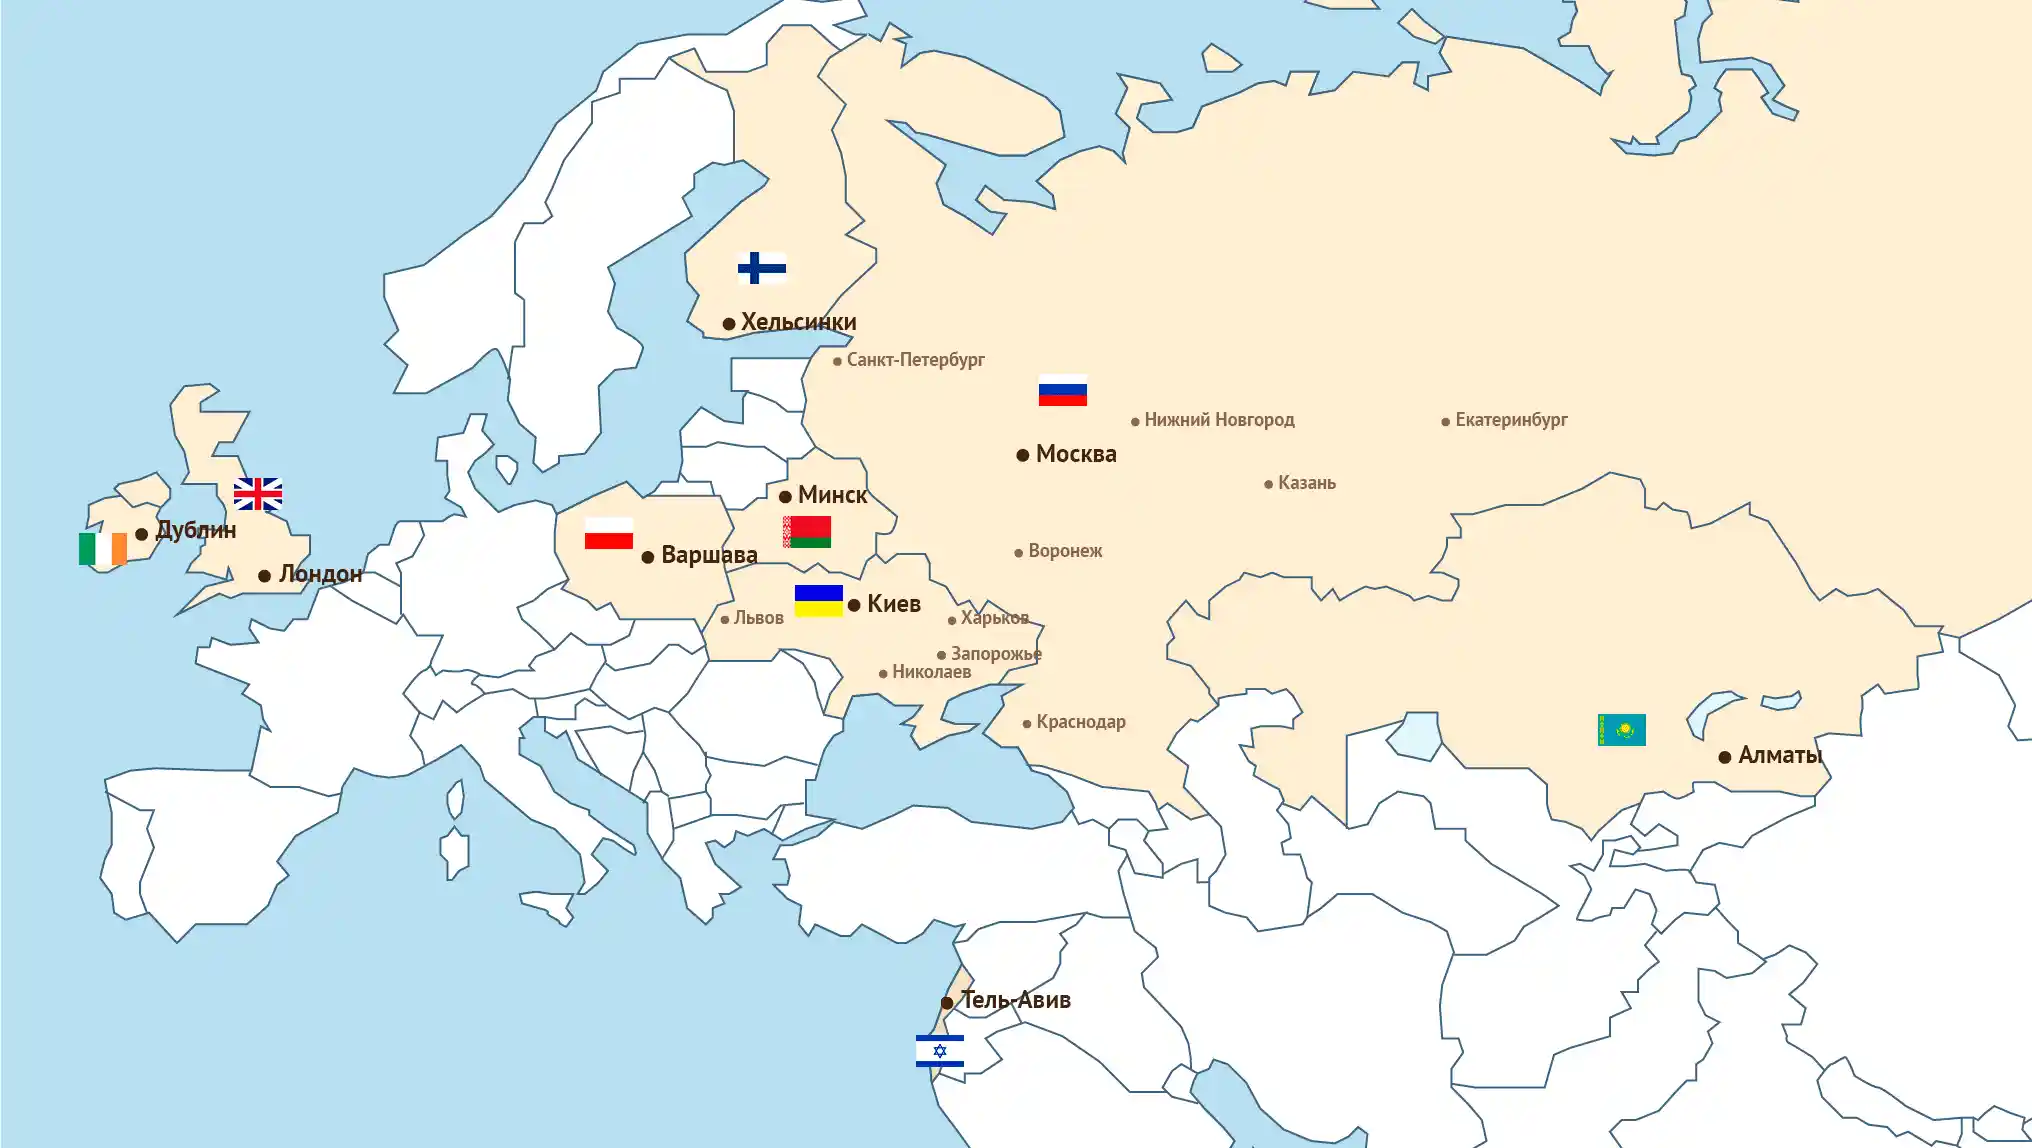 Хельсинки
Санкт-Петербург
Нижний Новгород
Екатеринбург
Москва
Казань
Минск
Дублин
Варшава
Воронеж
Лондон
Киев
Львов
Харьков
Запорожье
Николаев
Краснодар
Алматы
Тель-Авив